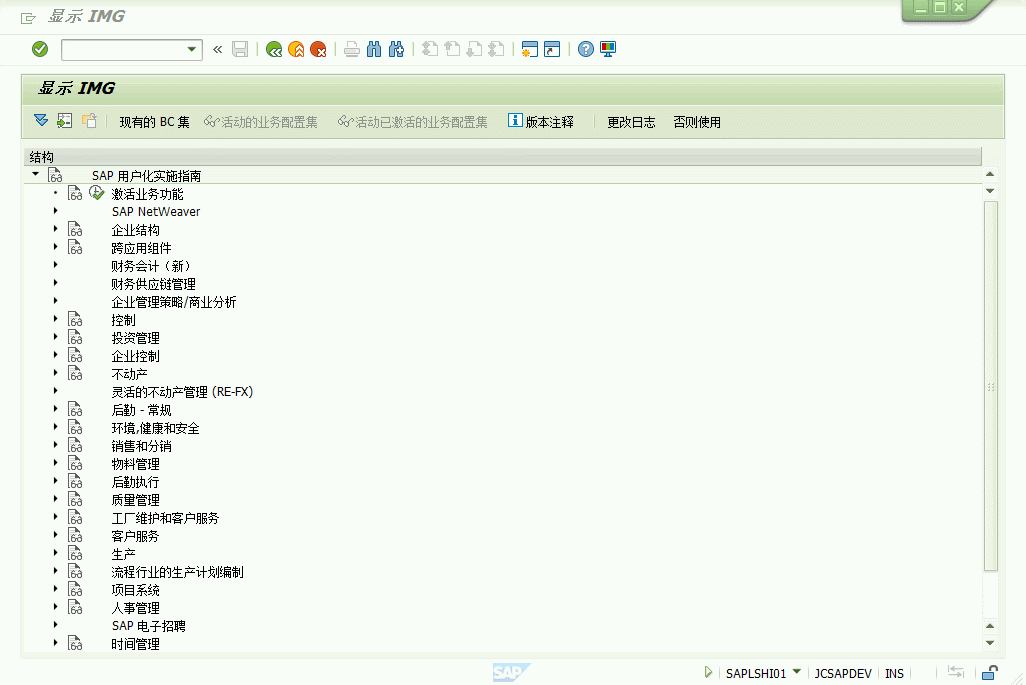 显示 IMG
显示 IMG
现有的 BC 集 活动的业务配置集 活动已激活的业务配置集 版本注释 更改日志 否则使用
结构
SAP 用户化实施指南
激活业务功能
SAP NetWeaver
企业结构
跨应用组件
财务会计（新）
财务供应链管理
企业管理策略/商业分析
控制
投资管理
企业控制
不动产
灵活的不动产管理 (RE-FX)
后勤 - 常规
环境,健康和安全
销售和分销
物料管理
后勤执行
质量管理
工厂维护和客户服务
客户服务
生产
流程行业的生产计划编制
项目系统
人事管理
SAP 电子招聘
时间管理
SAP SAPLSHI01 JCSAPDEV INS